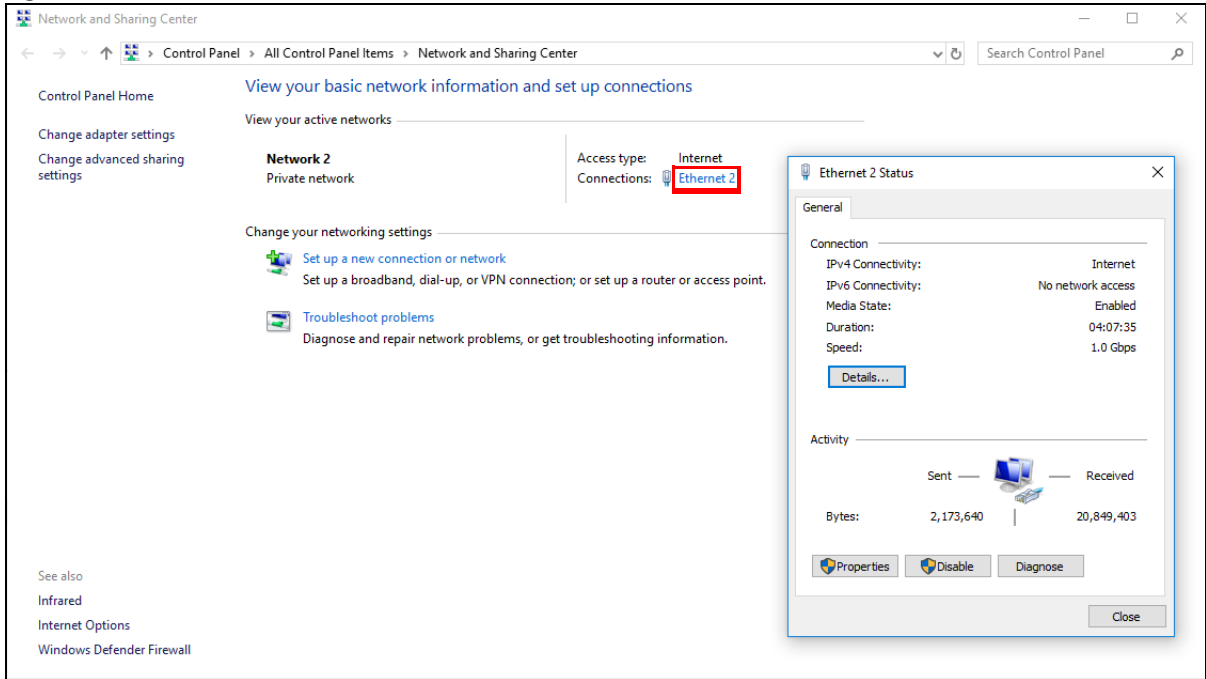 Network and Sharing Center
Control Panel > All Control Panel Items > Network and Sharing Center
Search Control Panel
Control Panel Home
Change adapter settings
Change advanced sharing
settings
View your basic network information and set up connections
View your active networks
Network 2
Private network
Access type: Internet
Connections: Ethernet 2
Change your networking settings
Set up a new connection or network
Set up a broadband, dial-up, or VPN connection; or set up a router or access point.
Troubleshoot problems
Diagnose and repair network problems, or get troubleshooting information.
See also
Infrared
Internet Options
Windows Defender Firewall
Ethernet 2 Status
General
Connection
IPv4 Connectivity: Internet
IPv6 Connectivity: No network access
Media State: Enabled
Duration: 04:07:35
Speed: 1.0 Gbps
Details...
Activity
Sent — — Received
Bytes: 2,173,640 | 20,849,403
Properties Disable Diagnose
Close